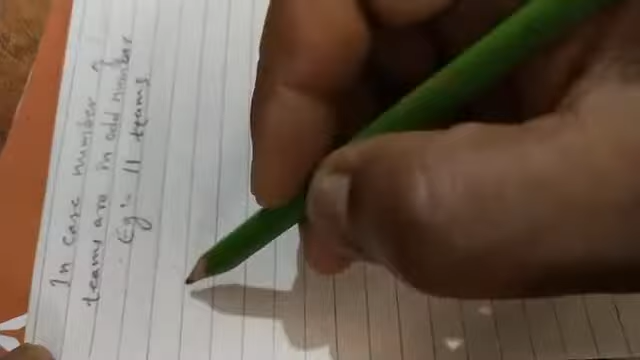 In case number of
teams are in odd number
Eg :- 11 teams